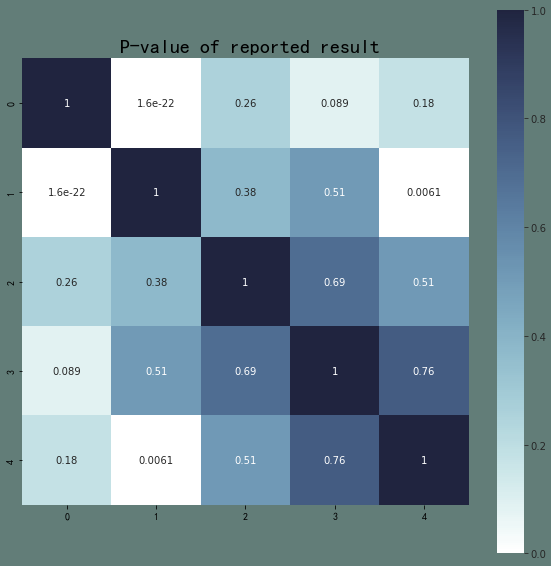 P-value of reported result
0 1 1.6e-22 0.26 0.089 0.18
1 1.6e-22 1 0.38 0.51 0.0061
2 0.26 0.38 1 0.69 0.51
3 0.089 0.51 0.69 1 0.76
4 0.18 0.0061 0.51 0.76 1
0 1 2 3 4
1.0
0.8
0.6
0.4
0.2
0.0